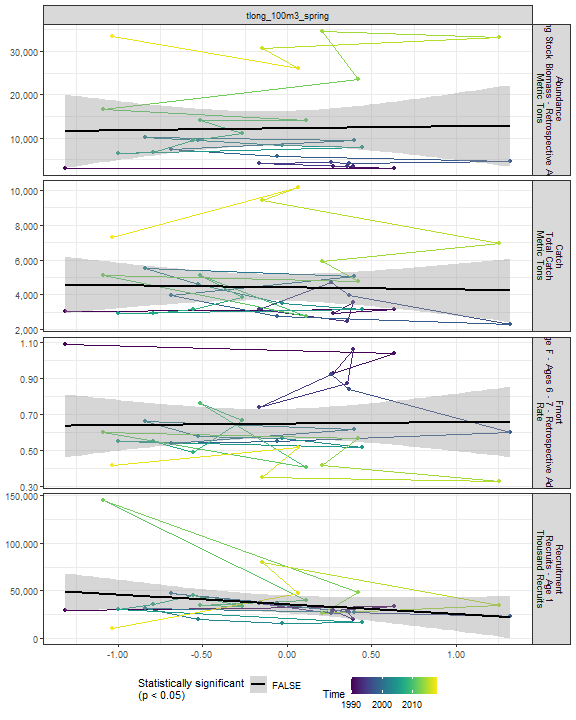 tlong_100m3_spring
30,000
20,000
10,000
Abundance
ng Stock Biomass - Retrospective A
Metric Tons
10,000
8,000
6,000
4,000
2,000
Catch
Total Catch
Metric Tons
1.10
0.90
0.70
0.50
0.30
Fmort
e F - Ages 6 - 7 - Retrospective Ad
Rate
150,000
100,000
50,000
0
Recruitment
Recruits - Age 1
Thousand Recruits
-1.00
-0.50
0.00
0.50
1.00
Statistically significant
(p < 0.05)
FALSE
Time
1990 2000 2010